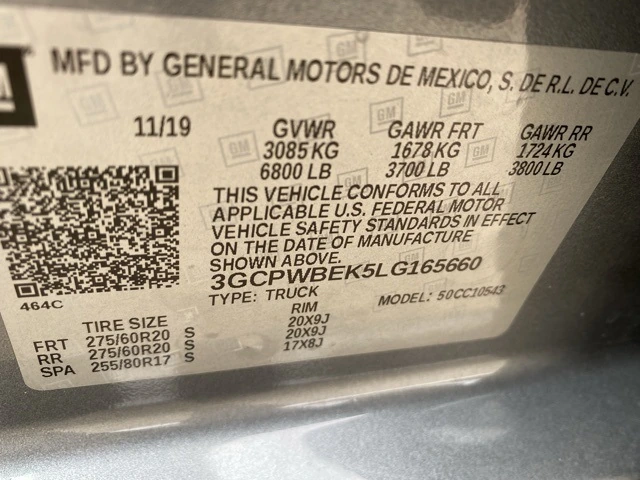 GM
MFD BY GENERAL MOTORS DE MEXICO, S. DE R.L. DE C.V.
11/19 GVWR GAWR FRT GAWR RR
3085 KG 1678 KG 1724 KG
6800 LB 3700 LB 3800 LB
THIS VEHICLE CONFORMS TO ALL
APPLICABLE U.S. FEDERAL MOTOR
VEHICLE SAFETY STANDARDS IN EFFECT
ON THE DATE OF MANUFACTURE
SHOWN ABOVE.
3GCPWBEK5LG165660
464C
TYPE: TRUCK MODEL: 50CC10543
TIRE SIZE RIM
FRT 275/60R20 S 20X9J
RR 275/60R20 S 20X9J
SPA 255/80R17 S 17X8J